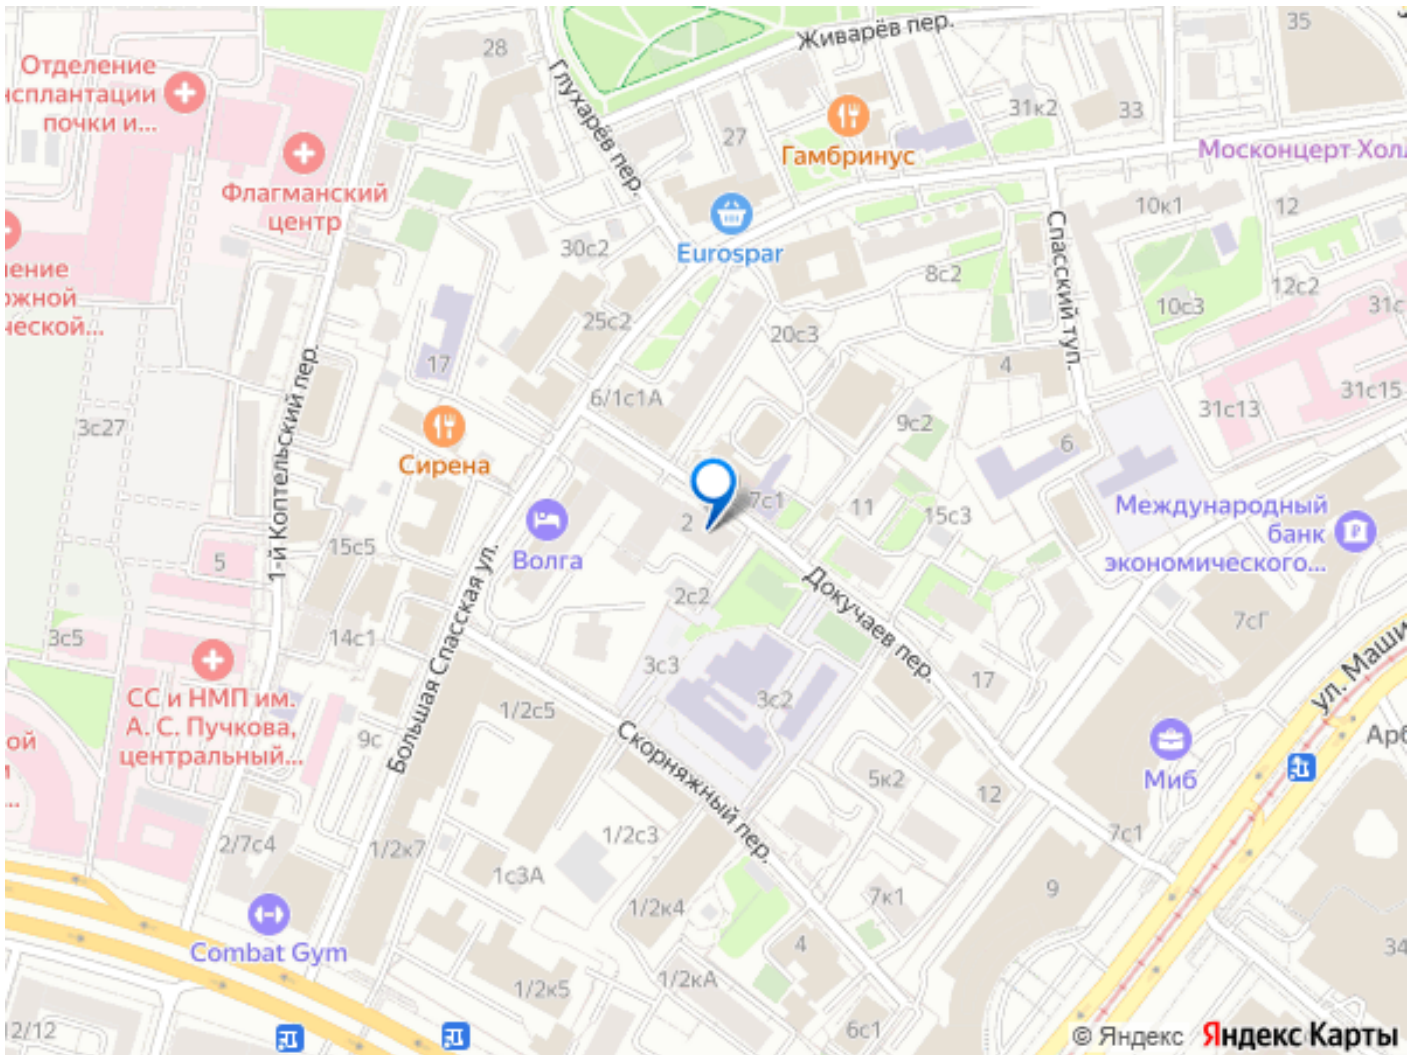 Живарёв пер.
35
28
Отделение
нсплантации
почки и...
Глухарёв пер.
31к2
33
27
Гамбринус
Москонцерт Хол
Флагманский
центр
10к1
12
Спасский туп.
30с2
Eurospar
8с2
12с2
ение
ожной
ческой...
10с3
31с
25с2
20с3
17
4
1-й Коптельский пер.
6/1с1А
31с15
31с13
3с27
9с2
Сирена
6
7с1
11
15с3
2
Волга
Международный
банк
экономического...
15с5
5
Докучаев пер.
2с2
7сГ
3с5
14с1
Большая Спасская ул.
3с3
17
ул. Маши
СС и НМП им.
А. С. Пучкова,
центральный...
3с2
1/2с5
9с
ой
Арб
Скорняжный пер.
5к2
Миб
12
2/7с4
1/2к7
1/2с3
7с1
1с3А
9
7к1
1/2к4
Combat Gym
4
34
1/2кА
1/2к5
2/12
6с1
© Яндекс Яндекс Карты